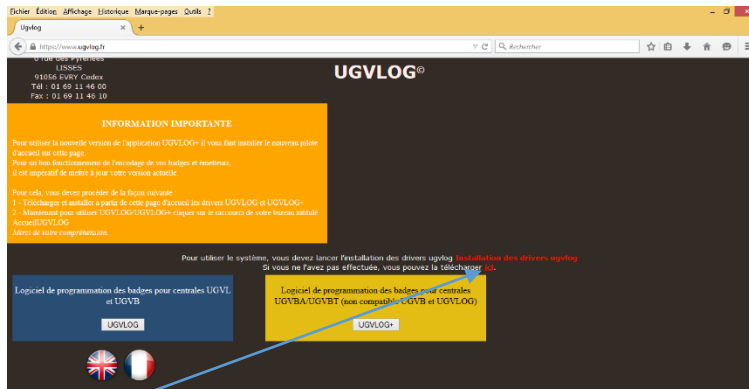 Fichier Édition Affichage Historique Marque-pages Outils ?
Ugvlog
https://www.ugvlog.fr
Rechercher
6 rue des Pyrénées
LISSES
91056 EVRY Cedex
Tél : 01 69 11 46 00
Fax : 01 69 11 46 10
UGVLOG©
INFORMATION IMPORTANTE
Pour utiliser la nouvelle version de l'application UGVLOG+ il vous faut installer le nouveau pilote
d'accueil sur cette page.
Pour un bon fonctionnement de l'encodage de vos badges et émetteurs,
il est impératif de mettre à jour votre version actuelle.
Pour cela, vous devez procéder de la façon suivante :
1 - Télécharger et installer à partir de cette page d'accueil les drivers UGVLOG et UGVLOG+
2 - Maintenant pour utiliser UGVLOG/UGVLOG+ cliquer sur le raccourci de votre bureau intitulé
AccueilUGVLOG
Merci de votre compréhension.
Pour utiliser le système, vous devez lancer l'installation des drivers ugvlog Installation des drivers ugvlog
Si vous ne l'avez pas effectuée, vous pouvez la télécharger ici.
Logiciel de programmation des badges pour centrales UGVL
et UGVB
UGVLOG
Logiciel de programmation des badges pour centrales
UGVBA/UGVBT (non compatible UGVB et UGVLOG)
UGVLOG+